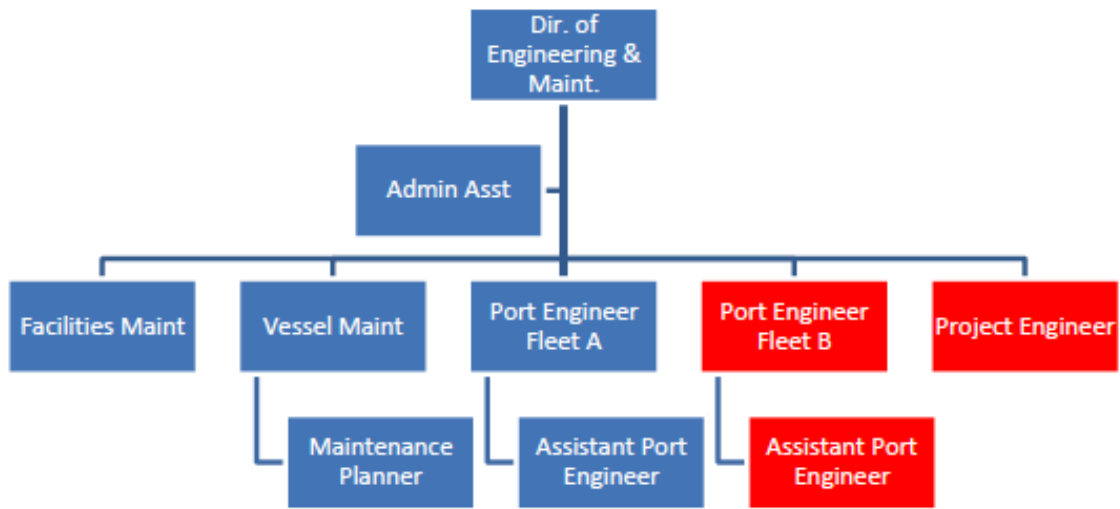 Dir. of
Engineering &
Maint.
Admin Asst
Facilities Maint
Vessel Maint
Port Engineer
Fleet A
Port Engineer
Fleet B
Project Engineer
Maintenance
Planner
Assistant Port
Engineer
Assistant Port
Engineer